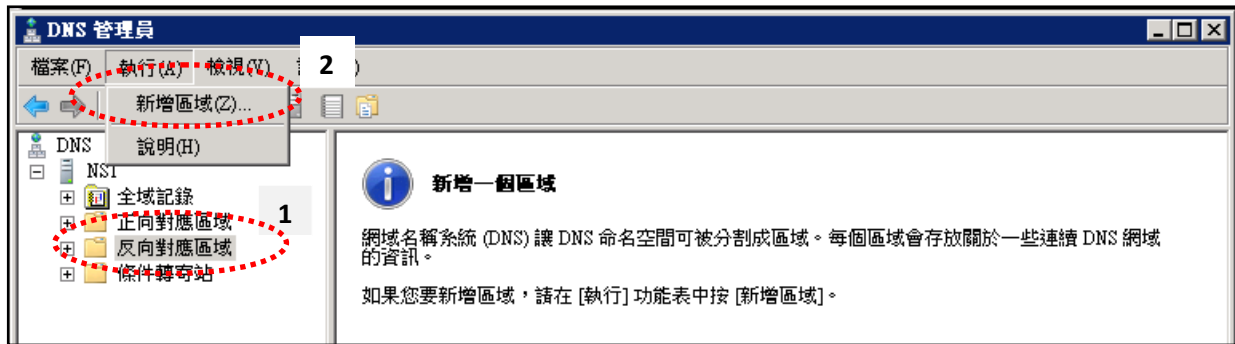 DNS 管理員
檔案(F) 執行(A) 檢視(V) )
2
新增區域(Z)...
說明(H)
DNS
NS1
全域記錄
正向對應區域
1
反向對應區域
條件轉寄站
新增一個區域
網域名稱系統 (DNS) 讓 DNS 命名空間可被分割成區域。每個區域會存放關於一些連續 DNS 網域
的資訊。
如果您要新增區域，請在 [執行] 功能表中按 [新增區域]。